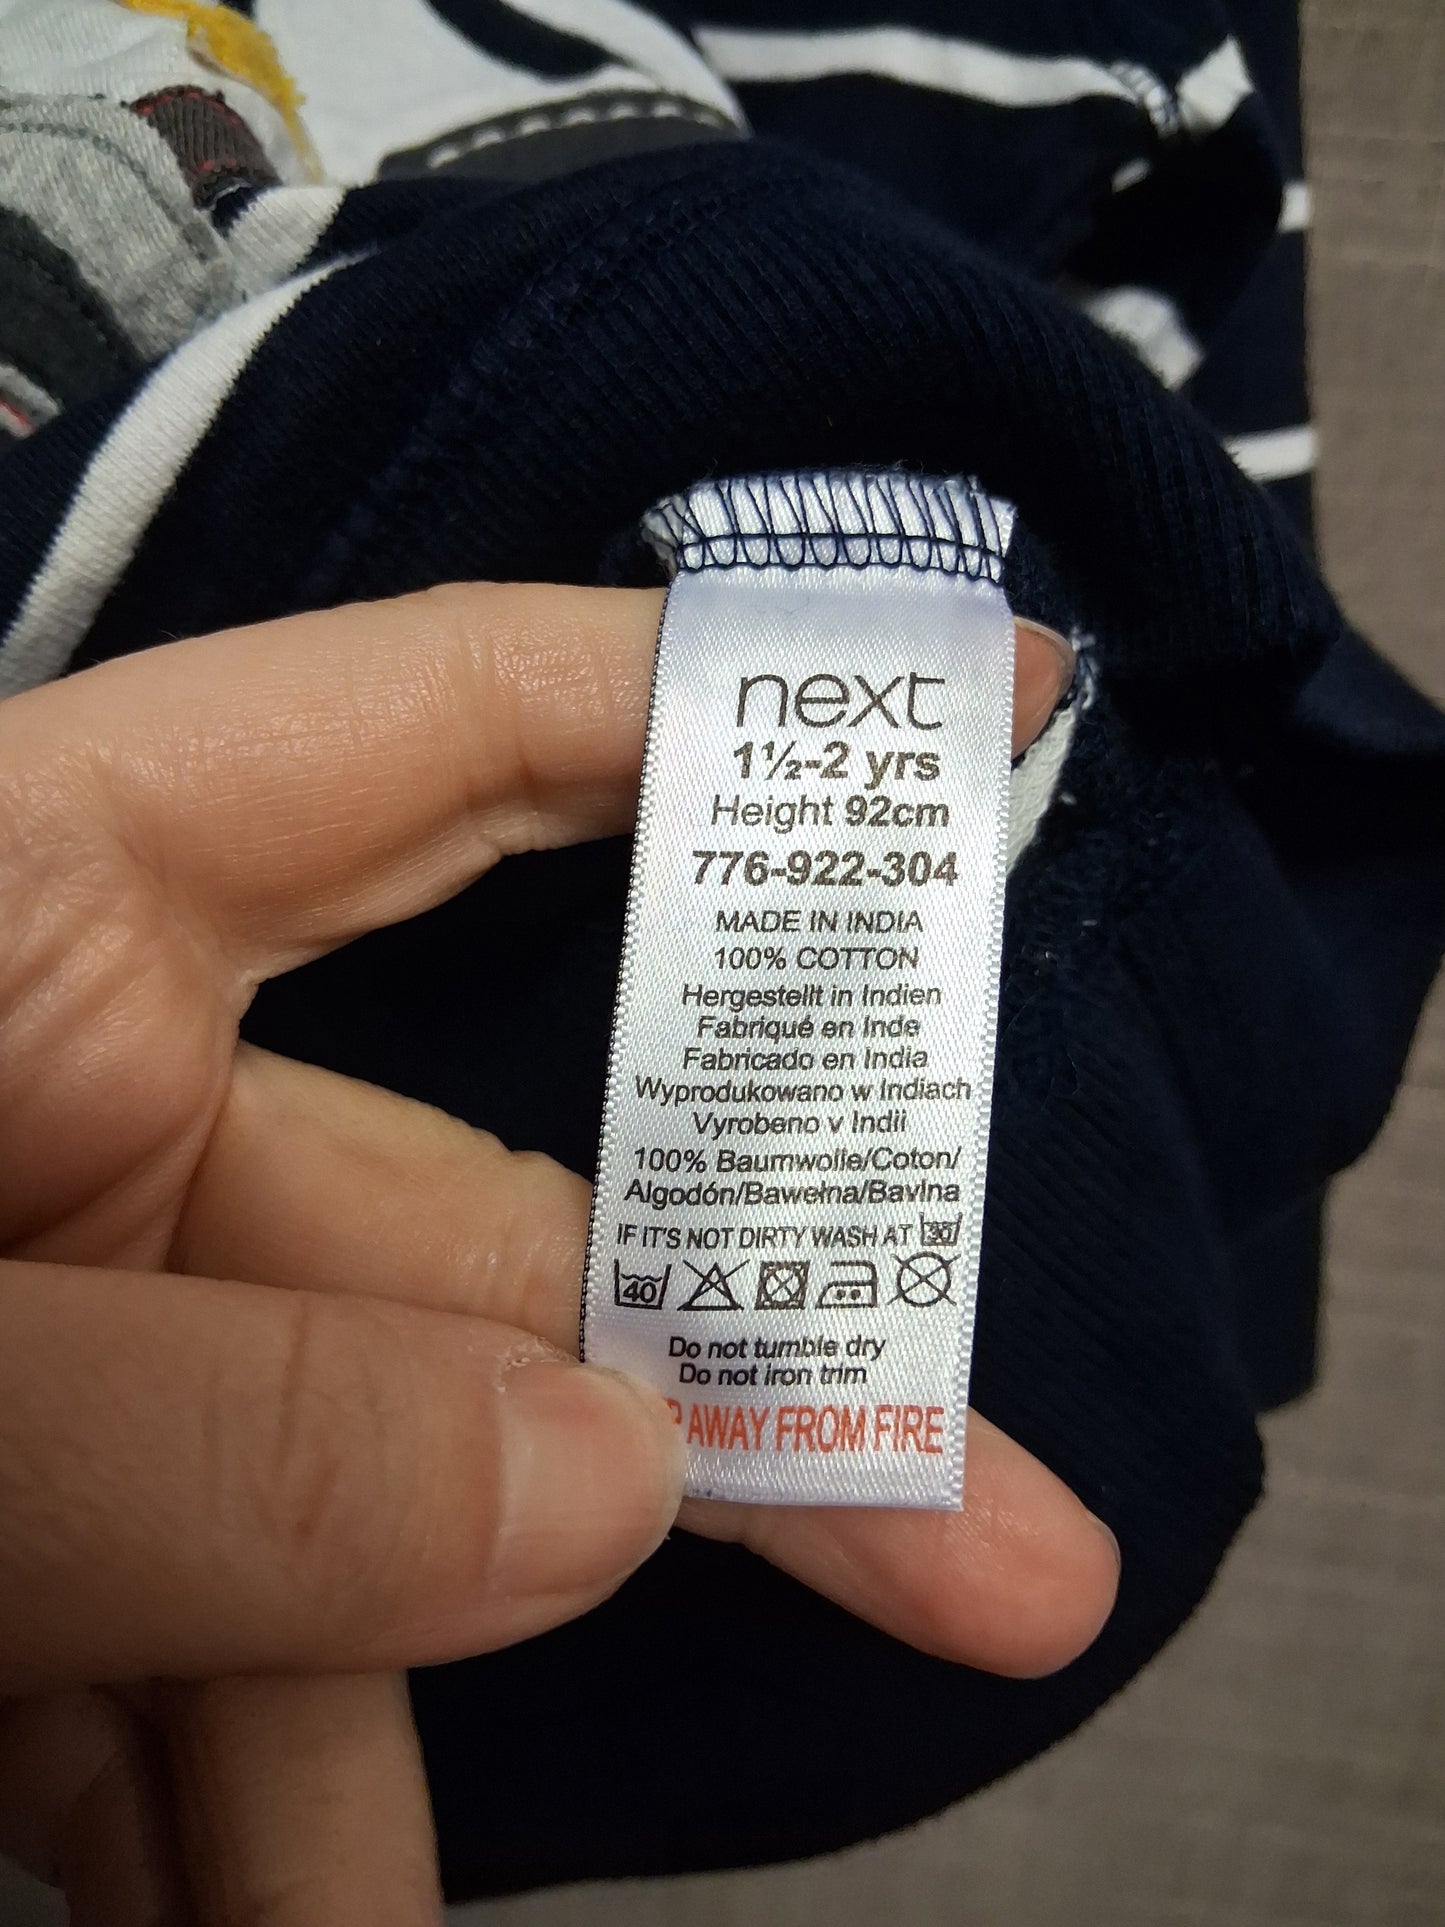 next
1½-2 yrs
Height 92cm
776-922-304
MADE IN INDIA
100% COTTON
Hergestellt in Indien
Fabriqué en Inde
Fabricado en India
Wyprodukowano w Indiach
Vyrobeno v Indii
100% Baumwolle/Coton/
Algodón/Bawełna/Bavlna
IF IT'S NOT DIRTY WASH AT 30
40
Do not tumble dry
Do not iron trim
AWAY FROM FIRE